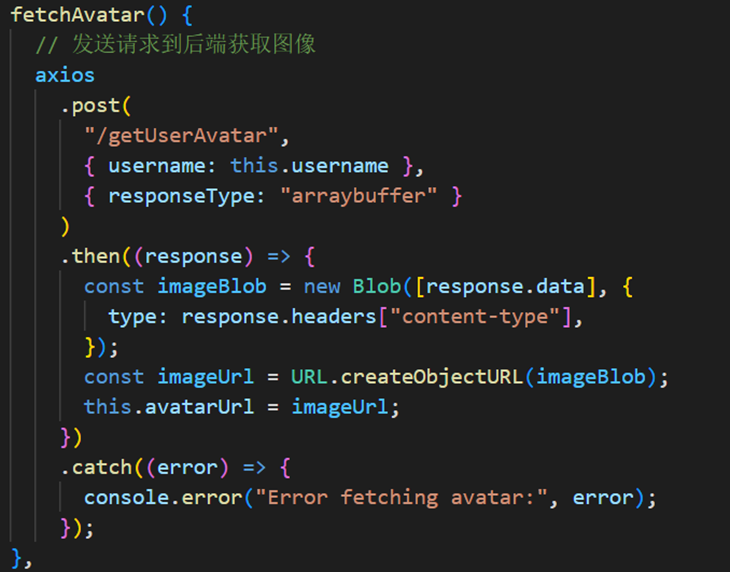 fetchAvatar() {
// 发送请求到后端获取图像
axios
.post(
"/getUserAvatar",
{ username: this.username },
{ responseType: "arraybuffer" }
)
.then((response) => {
const imageBlob = new Blob([response.data], {
type: response.headers["content-type"],
});
const imageUrl = URL.createObjectURL(imageBlob);
this.avatarUrl = imageUrl;
})
.catch((error) => {
console.error("Error fetching avatar:", error);
});
},